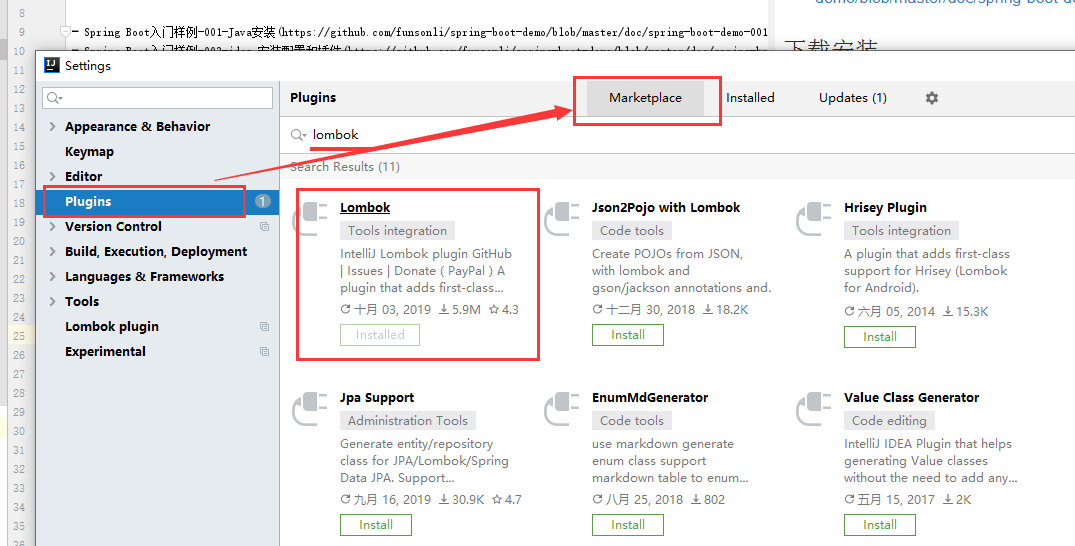 demo/blob/master/doc/spring-boot-de
8
9
- Spring Boot入门样例-001-Java安装(https://github.com/funsonli/spring-boot-demo/blob/master/doc/spring-boot-demo-001
10
下载安装
11
Settings
12
Plugins
Marketplace
Installed
Updates (1)
13
14
Appearance & Behavior
lombok
15
Keymap
Search Results (11)
16
Editor
17
18
Plugins
1
19
Version Control
20
21
Build, Execution, Deployment
22
Languages & Frameworks
23
Tools
24
Lombok plugin
25
Experimental
26
27
28
29
30
31
32
33
34
35
36
Lombok
Tools integration
IntelliJ Lombok plugin GitHub
| Issues | Donate ( PayPal ) A
plugin that adds first-class...
十月 03, 2019 5.9M 4.3
Installed
Json2Pojo with Lombok
Code tools
Create POJOs from JSON,
with lombok and
gson/jackson annotations and.
十二月 30, 2018 18.2K
Install
Hrisey Plugin
Tools integration
A plugin that adds first-class
support for Hrisey (Lombok
for Android).
六月 05, 2014 15.3K
Install
Jpa Support
Administration Tools
Generate entity/repository
class for JPA/Lombok/Spring
Data JPA. Support...
九月 16, 2019 30.9K 4.7
Install
EnumMdGenerator
Code tools
use markdown generate
enum class support
markdown table to enum...
八月 25, 2018 802
Install
Value Class Generator
Code editing
IntelliJ IDEA Plugin that helps
generating Value classes
without the need to add any...
五月 15, 2017 2K
Install